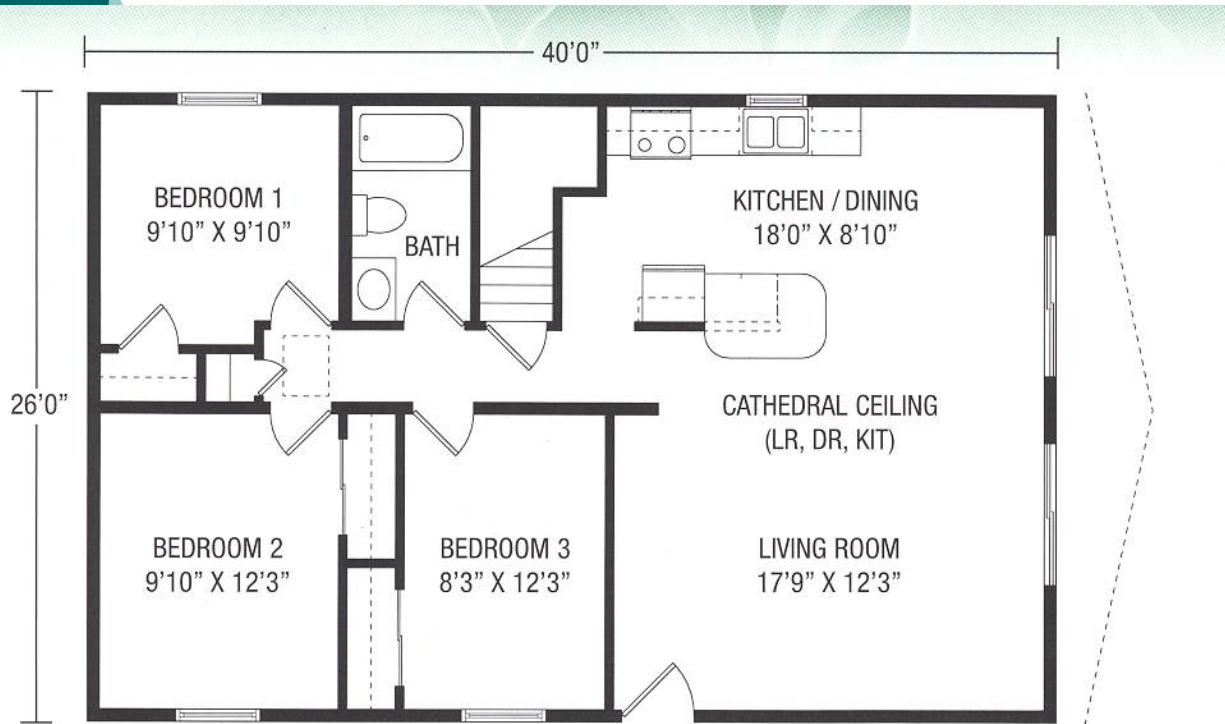 40’0”
BEDROOM 1
9’10” X 9’10”
BATH
KITCHEN / DINING
18’0” X 8’10”
26’0”
CATHEDRAL CEILING
(LR, DR, KIT)
BEDROOM 2
9’10” X 12’3”
BEDROOM 3
8’3” X 12’3”
LIVING ROOM
17’9” X 12’3”